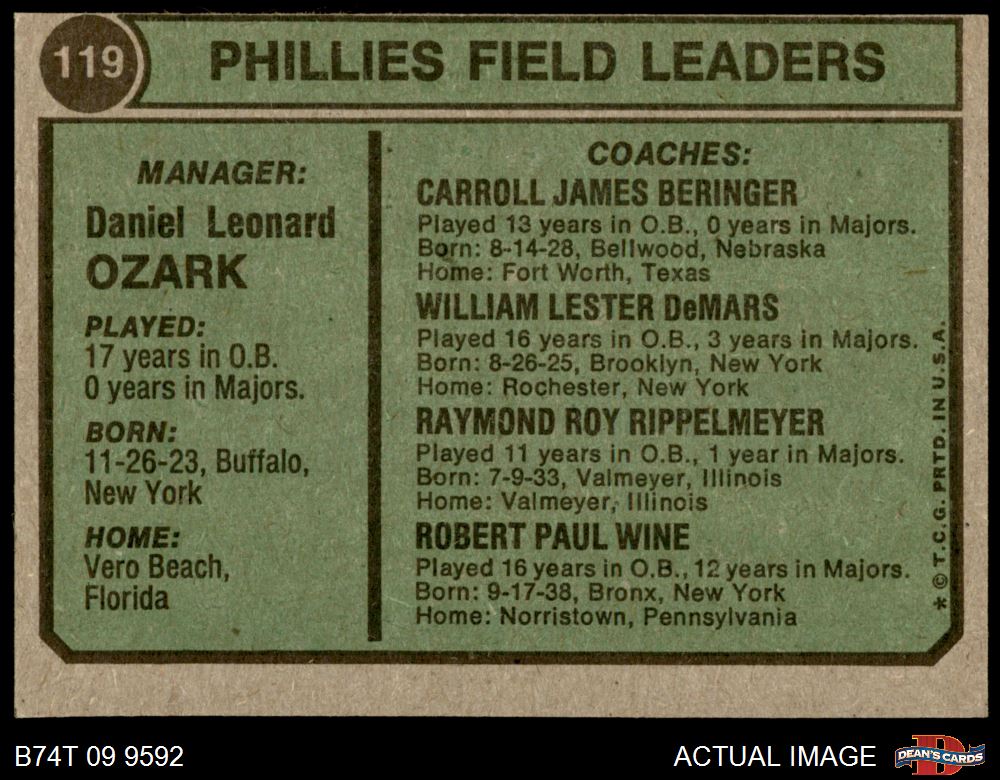 119
PHILLIES FIELD LEADERS
MANAGER:
Daniel Leonard
OZARK
PLAYED:
17 years in O.B.
0 years in Majors.
BORN:
11-26-23, Buffalo,
New York
HOME:
Vero Beach,
Florida
COACHES:
CARROLL JAMES BERINGER
Played 13 years in O.B., 0 years in Majors.
Born: 8-14-28, Bellwood, Nebraska
Home: Fort Worth, Texas
WILLIAM LESTER DeMARS
Played 16 years in O.B., 3 years in Majors.
Born: 8-26-25, Brooklyn, New York
Home: Rochester, New York
RAYMOND ROY RIPPELMEYER
Played 11 years in O.B., 1 year in Majors.
Born: 7-9-33, Valmeyer, Illinois
Home: Valmeyer, Illinois
ROBERT PAUL WINE
Played 16 years in O.B., 12 years in Majors.
Born: 9-17-38, Bronx, New York
Home: Norristown, Pennsylvania
* © T.C.G. PRTD. IN U.S.A.
B74T 09 9592
ACTUAL IMAGE
D
DEAN'S CARDS